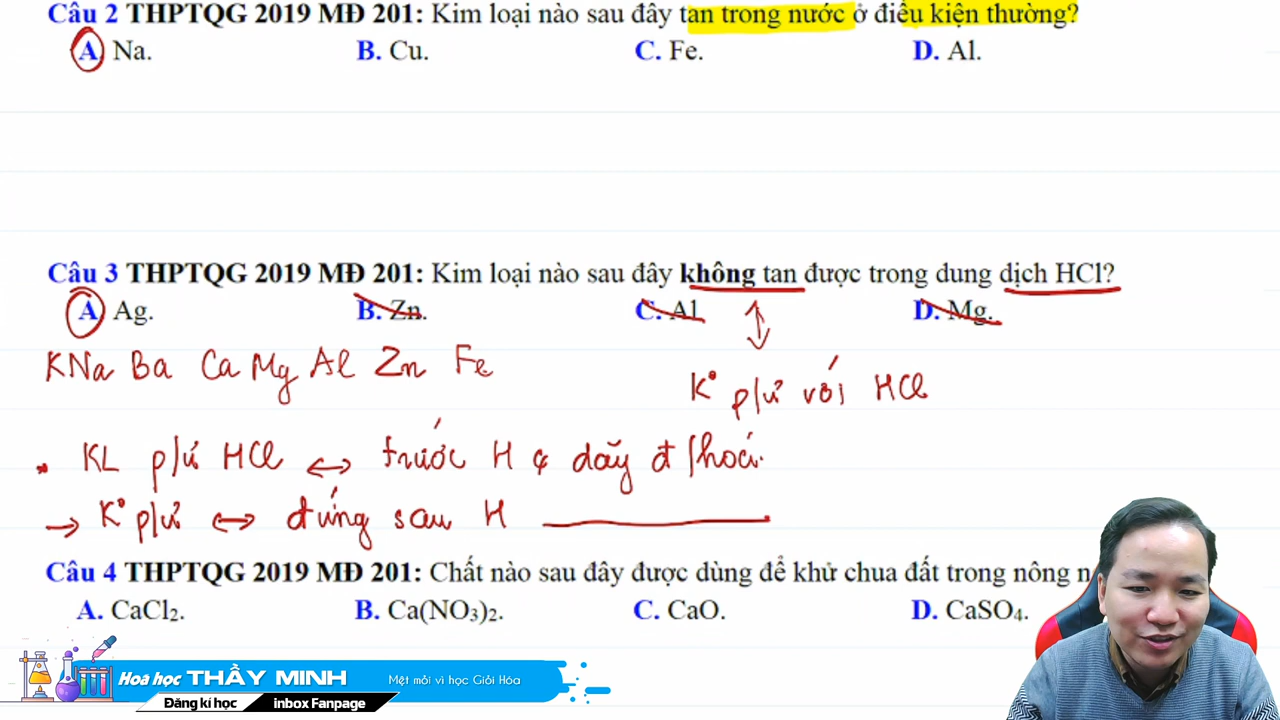 Câu 2 THPTQG 2019 MĐ 201: Kim loại nào sau đây tan trong nước ở điều kiện thường?
A. Na. B. Cu. C. Fe. D. Al.
Câu 3 THPTQG 2019 MĐ 201: Kim loại nào sau đây không tan được trong dung dịch HCl?
A. Ag. B. Zn. C. Al D. Mg.
K Na Ba Ca Mg Al Zn Fe
K° p/ư với HCl
KL p/ư HCl ↔ trước H ¢ dãy đ/hoá.
→ K° p/ư ↔ đứng sau H
Câu 4 THPTQG 2019 MĐ 201: Chất nào sau đây được dùng để khử chua đất trong nông n
A. CaCl₂. B. Ca(NO₃)₂. C. CaO. D. CaSO₄.
Hoá học THẦY MINH
Mệt mỏi vì học Giỏi Hóa
Đăng kí học inbox Fanpage